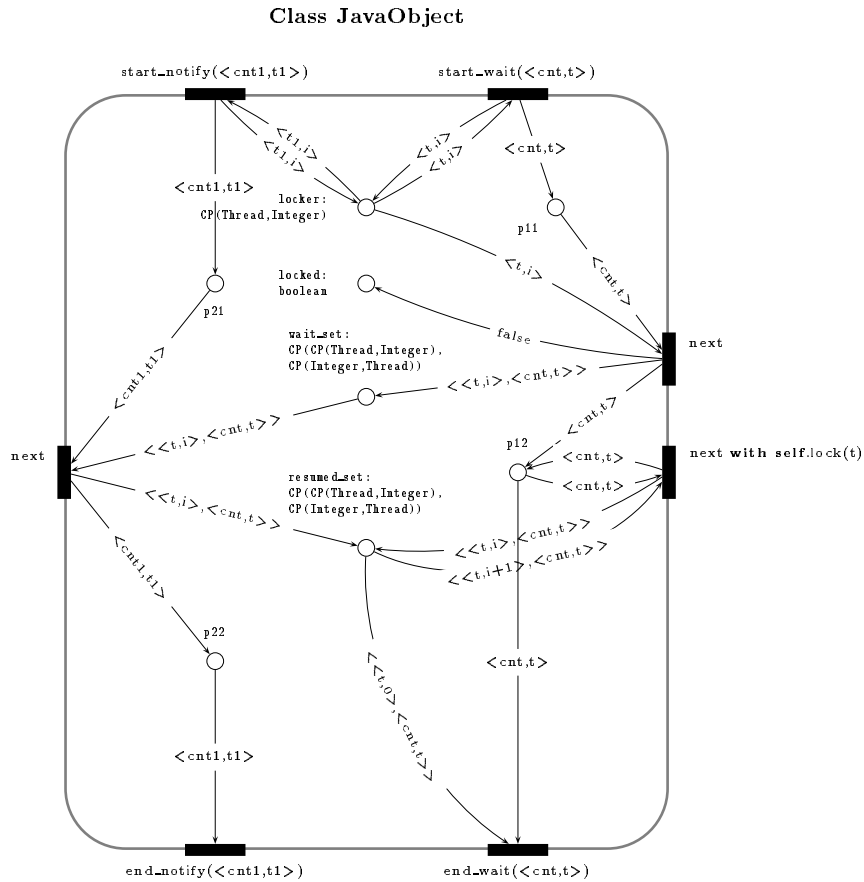 Class JavaObject
start_notify(<cnt1,t1>)
start_wait(<cnt,t>)
<t1,i>
<t1,i>
<t,i>
<t,i>
<cnt,t>
<cnt1,t1>
locker:
CP(Thread,Integer)
p11
<t,i>
<cnt,t>
locked:
boolean
p21
false
next
wait_set:
CP(CP(Thread,Integer),
CP(Integer,Thread))
<cnt1,t1>
<<t,i>,<cnt,t>>
<cnt,t>
<<t,i>,<cnt,t>>
p12
next
<cnt,t>
next with self.lock(t)
resumed_set:
CP(CP(Thread,Integer),
CP(Integer,Thread))
<cnt,t>
<<t,i>,<cnt,t>>
<<t,i>,<cnt,t>>
<<t,i+1>,<cnt,t>>
<cnt1,t1>
p22
<cnt,t>
<<t,0>,<cnt,t>>
<cnt1,t1>
end_notify(<cnt1,t1>)
end_wait(<cnt,t>)